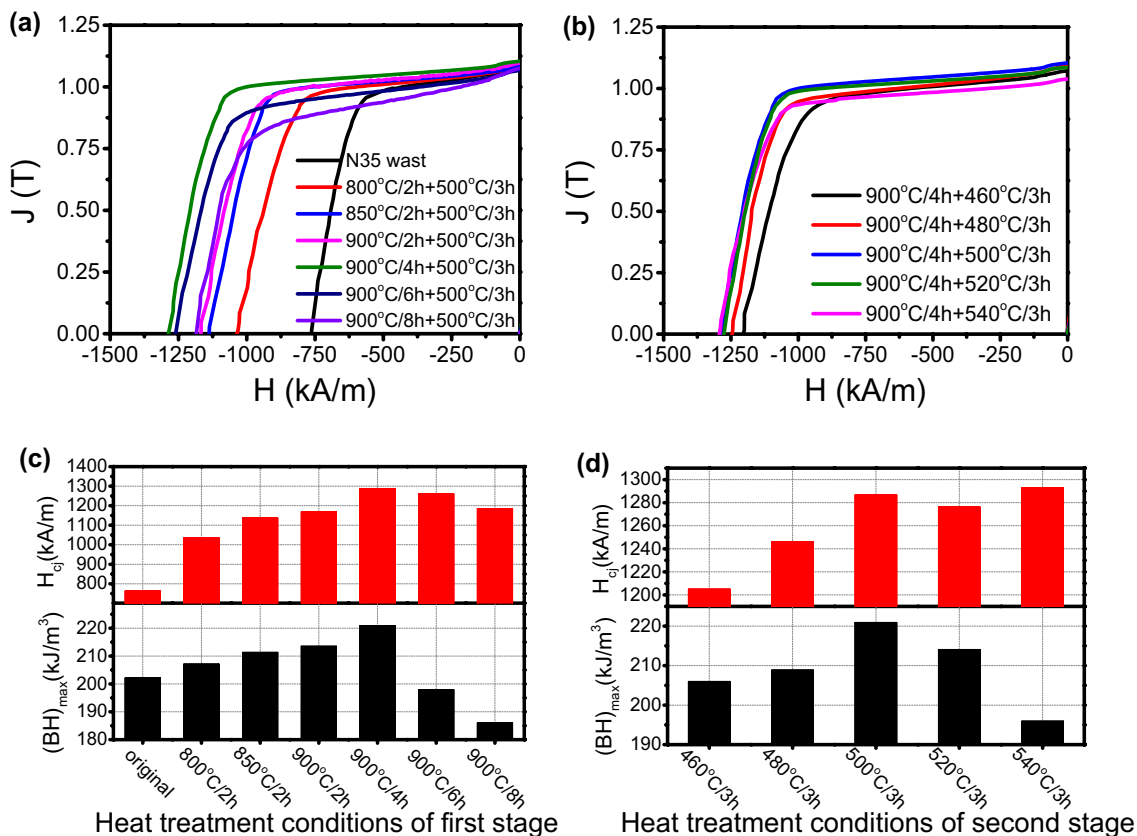 (a)
1.25
1.00
0.75
0.50
0.25
0.00
J (T)
N35 wast
800°C/2h+500°C/3h
850°C/2h+500°C/3h
900°C/2h+500°C/3h
900°C/4h+500°C/3h
900°C/6h+500°C/3h
900°C/8h+500°C/3h
-1500 -1250 -1000 -750 -500 -250 0
H (kA/m)
(b)
1.25
1.00
0.75
0.50
0.25
0.00
J (T)
900°C/4h+460°C/3h
900°C/4h+480°C/3h
900°C/4h+500°C/3h
900°C/4h+520°C/3h
900°C/4h+540°C/3h
-1500 -1250 -1000 -750 -500 -250 0
H (kA/m)
(c)
1400
1300
1200
1100
1000
900
800
H_cj(kA/m)
220
210
200
190
180
(BH)_max(kJ/m³)
original 800°C/2h 850°C/2h 900°C/2h 900°C/4h 900°C/6h 900°C/8h
Heat treatment conditions of first stage
(d)
1300
1280
1260
1240
1220
1200
H_cj(kA/m)
220
210
200
190
(BH)_max(kJ/m³)
460°C/3h 480°C/3h 500°C/3h 520°C/3h 540°C/3h
Heat treatment conditions of second stage